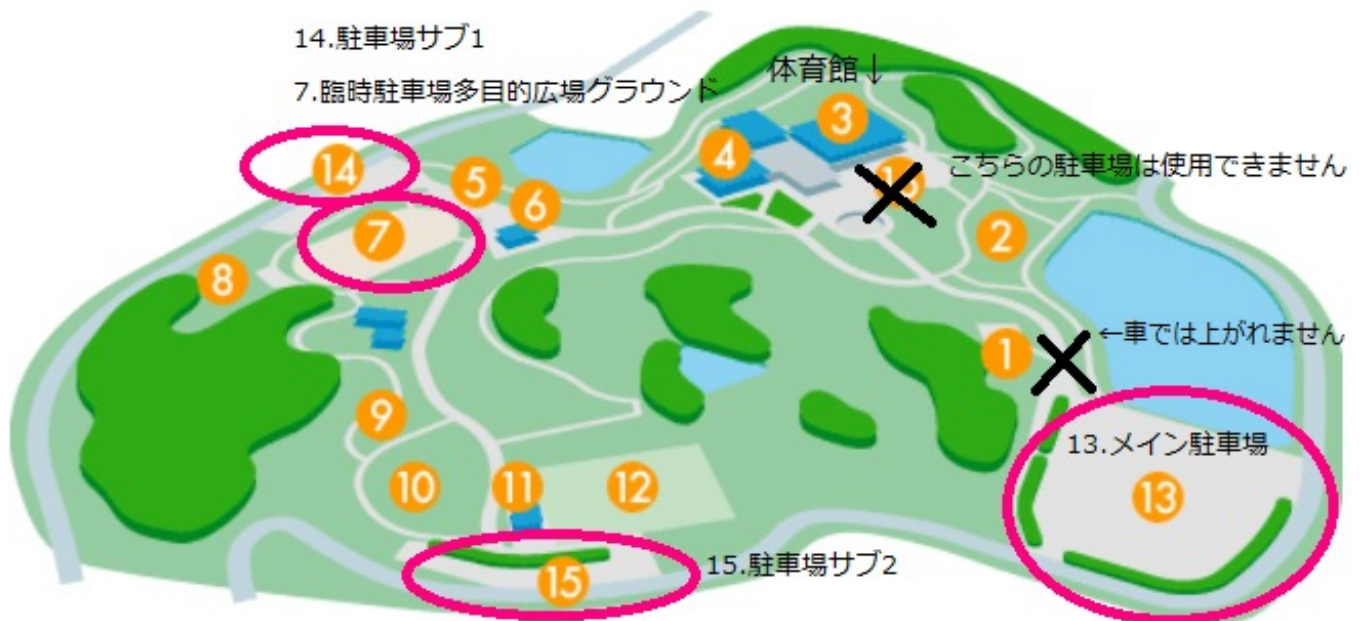 14.駐車場サブ1
7.臨時駐車場多目的広場グラウンド
体育館↓
3
4
こちらの駐車場は使用できません
14
5
6
7
2
8
←車では上がれません
1
9
13.メイン駐車場
10
11
12
13
15.駐車場サブ2
15